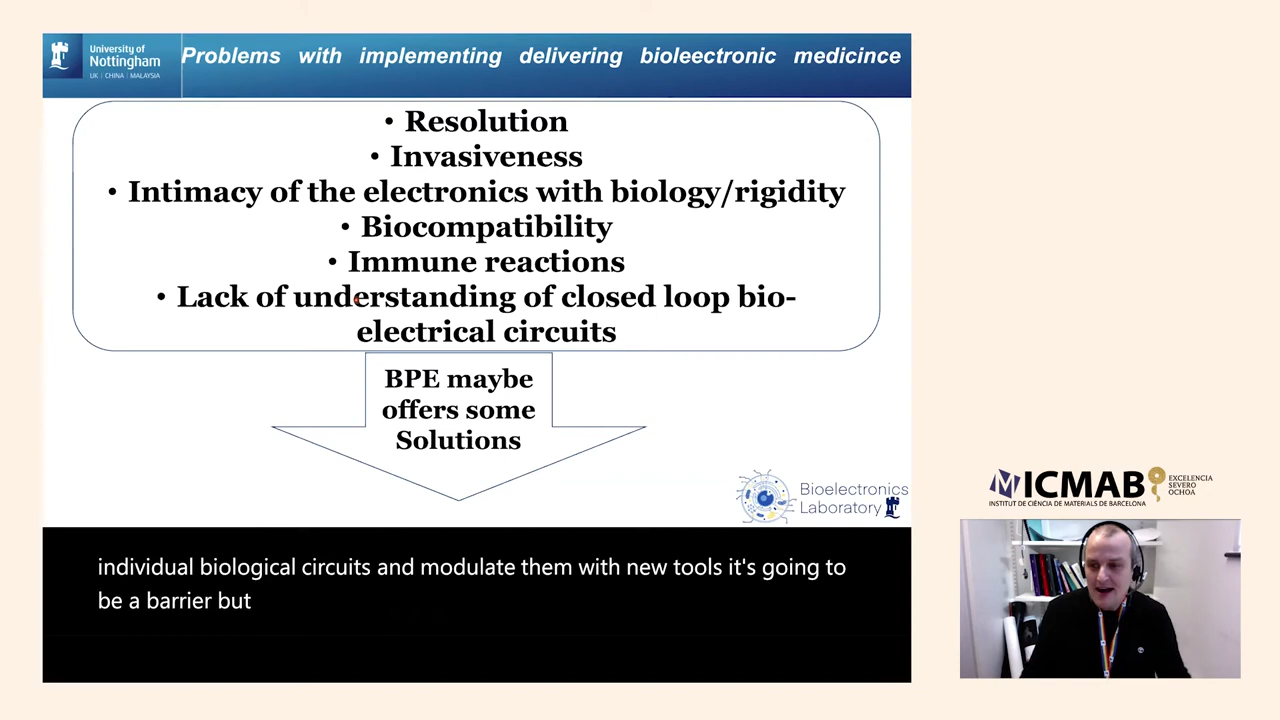 University of
Nottingham
UK | CHINA | MALAYSIA
Problems with implementing delivering bioleectronic medicince
• Resolution
• Invasiveness
• Intimacy of the electronics with biology/rigidity
• Biocompatibility
• Immune reactions
• Lack of understanding of closed loop bio-
electrical circuits
BPE maybe
offers some
Solutions
Bioelectronics
Laboratory
individual biological circuits and modulate them with new tools it's going to
be a barrier but
ICMAB
INSTITUT DE CIÈNCIA DE MATERIALS DE BARCELONA
EXCELENCIA
SEVERO
OCHOA